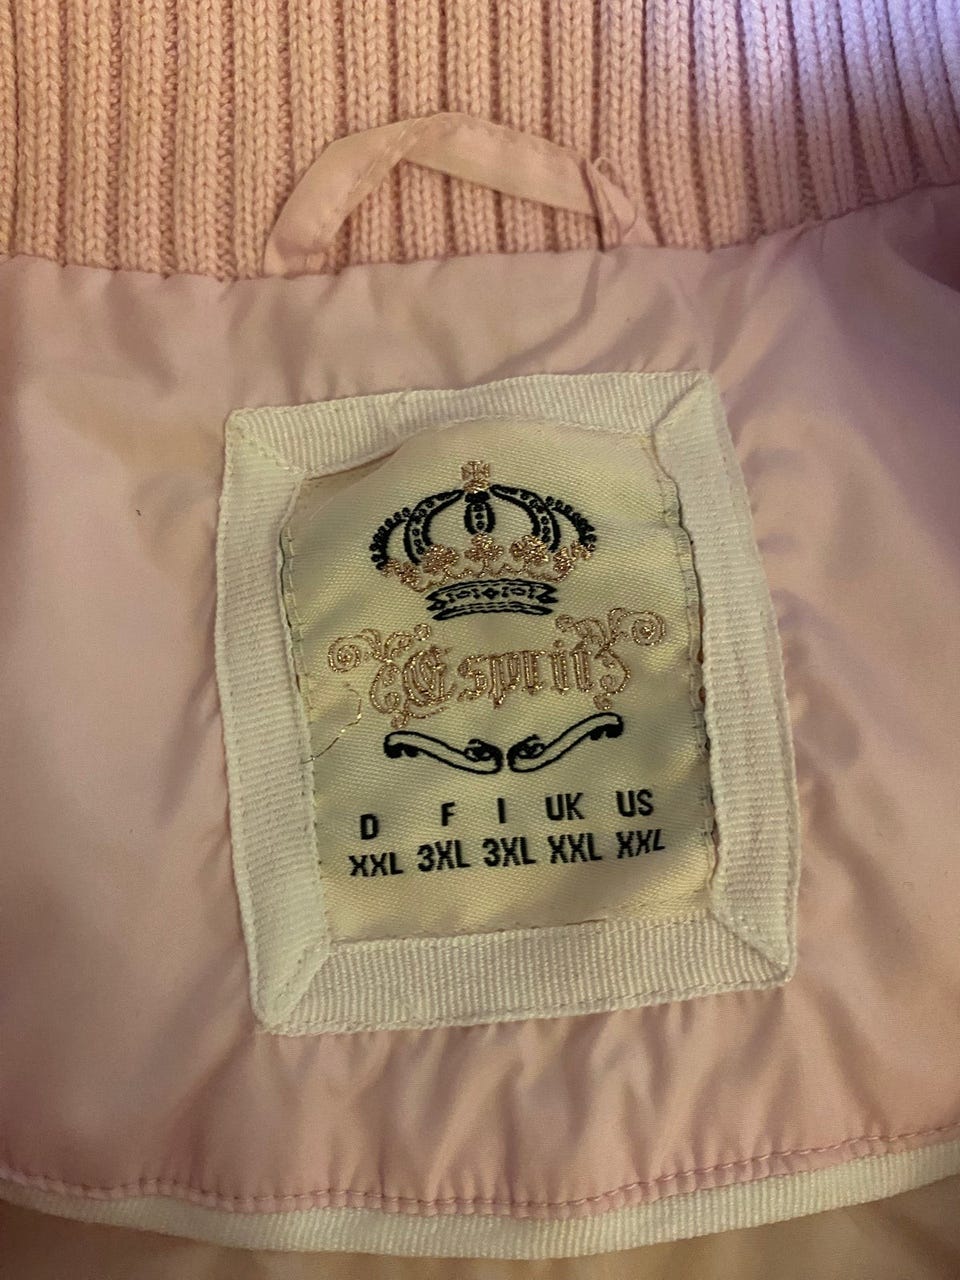 Esprit
D F I UK US
XXL 3XL 3XL XXL XXL